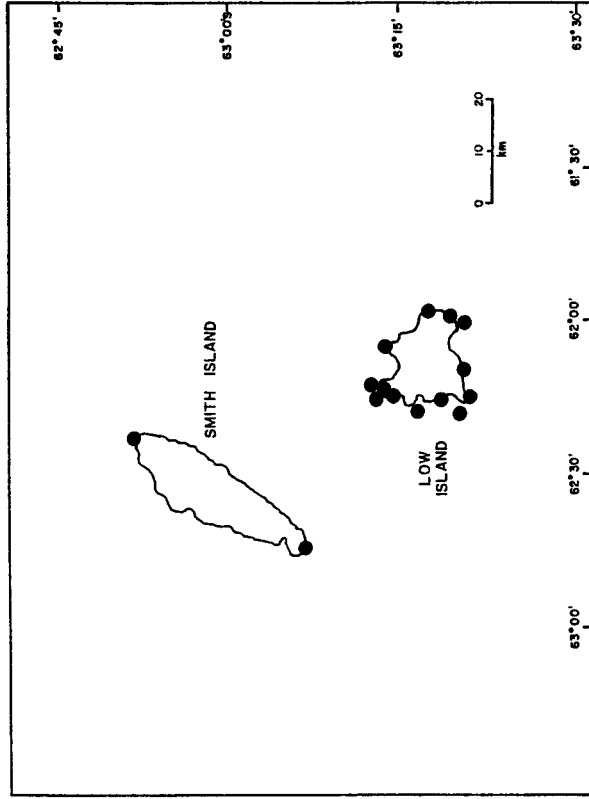 62° 45'
63° 00'S
63° 15'
63° 30'
SMITH ISLAND
LOW
ISLAND
0 10 20
km
63° 00'
62° 30'
62° 00'
61° 30'